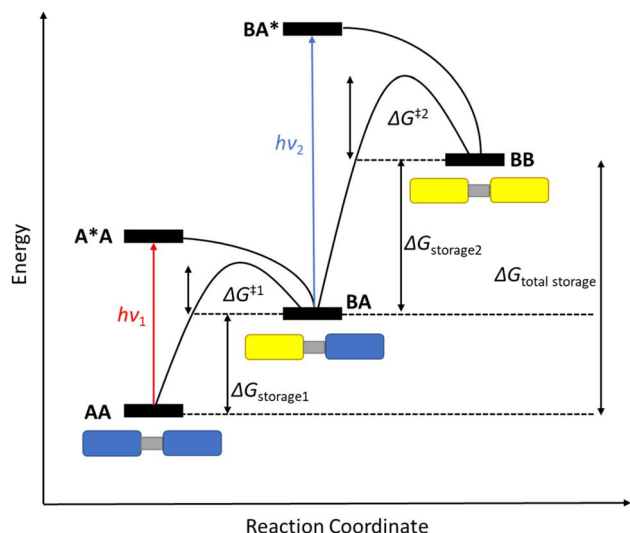 BA*
ΔG‡2
hν2
BB
Energy
A*A
ΔGstorage2
ΔGtotal storage
ΔG‡1
BA
hν1
ΔGstorage1
AA
Reaction Coordinate